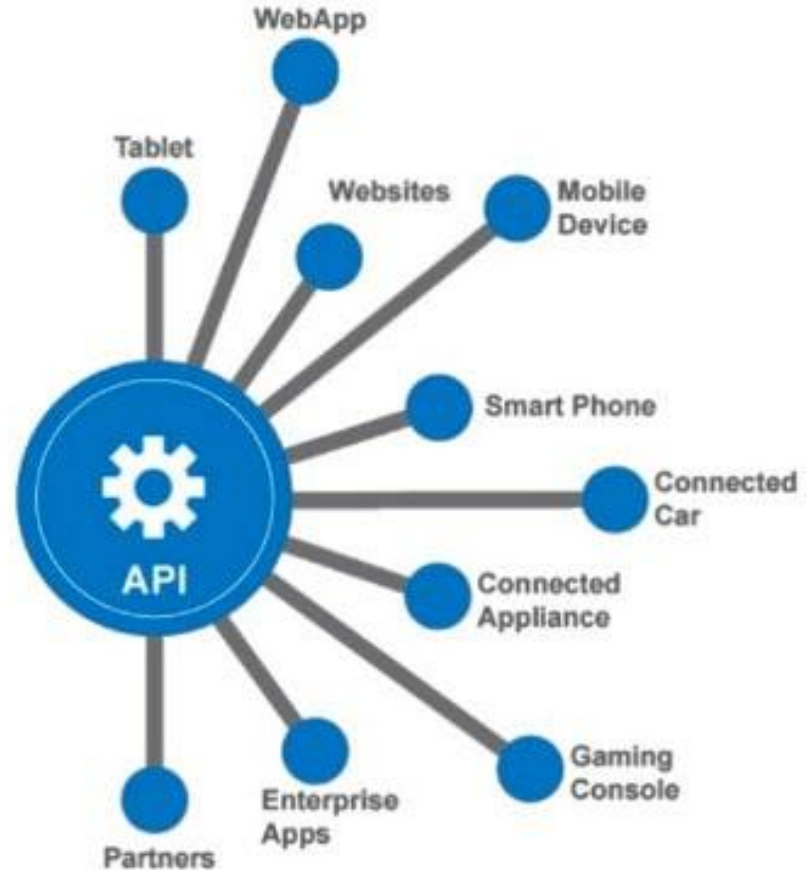 WebApp
Tablet
Websites
Mobile
Device
Smart Phone
Connected
Car
API
Connected
Appliance
Gaming
Console
Enterprise
Apps
Partners